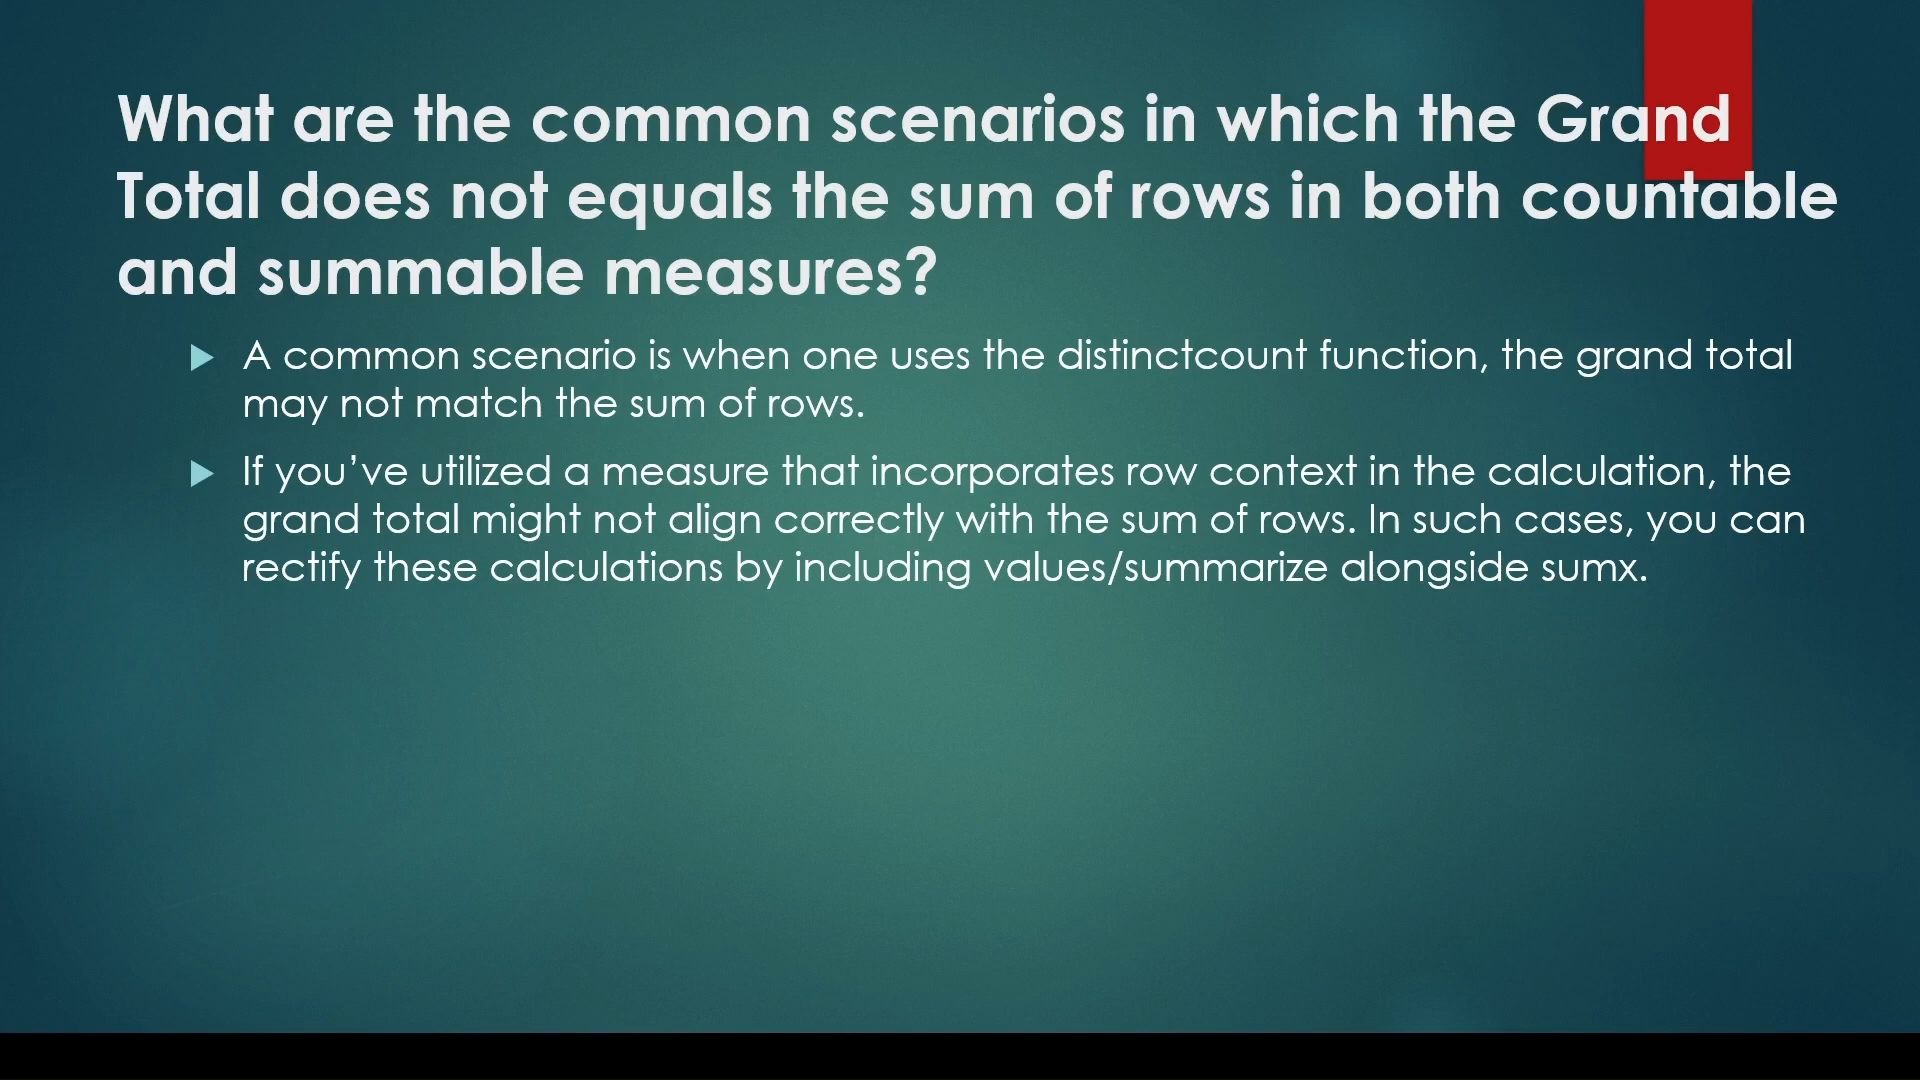 What are the common scenarios in which the Grand
Total does not equals the sum of rows in both countable
and summable measures?
A common scenario is when one uses the distinctcount function, the grand total
may not match the sum of rows.
If you’ve utilized a measure that incorporates row context in the calculation, the
grand total might not align correctly with the sum of rows. In such cases, you can
rectify these calculations by including values/summarize alongside sumx.